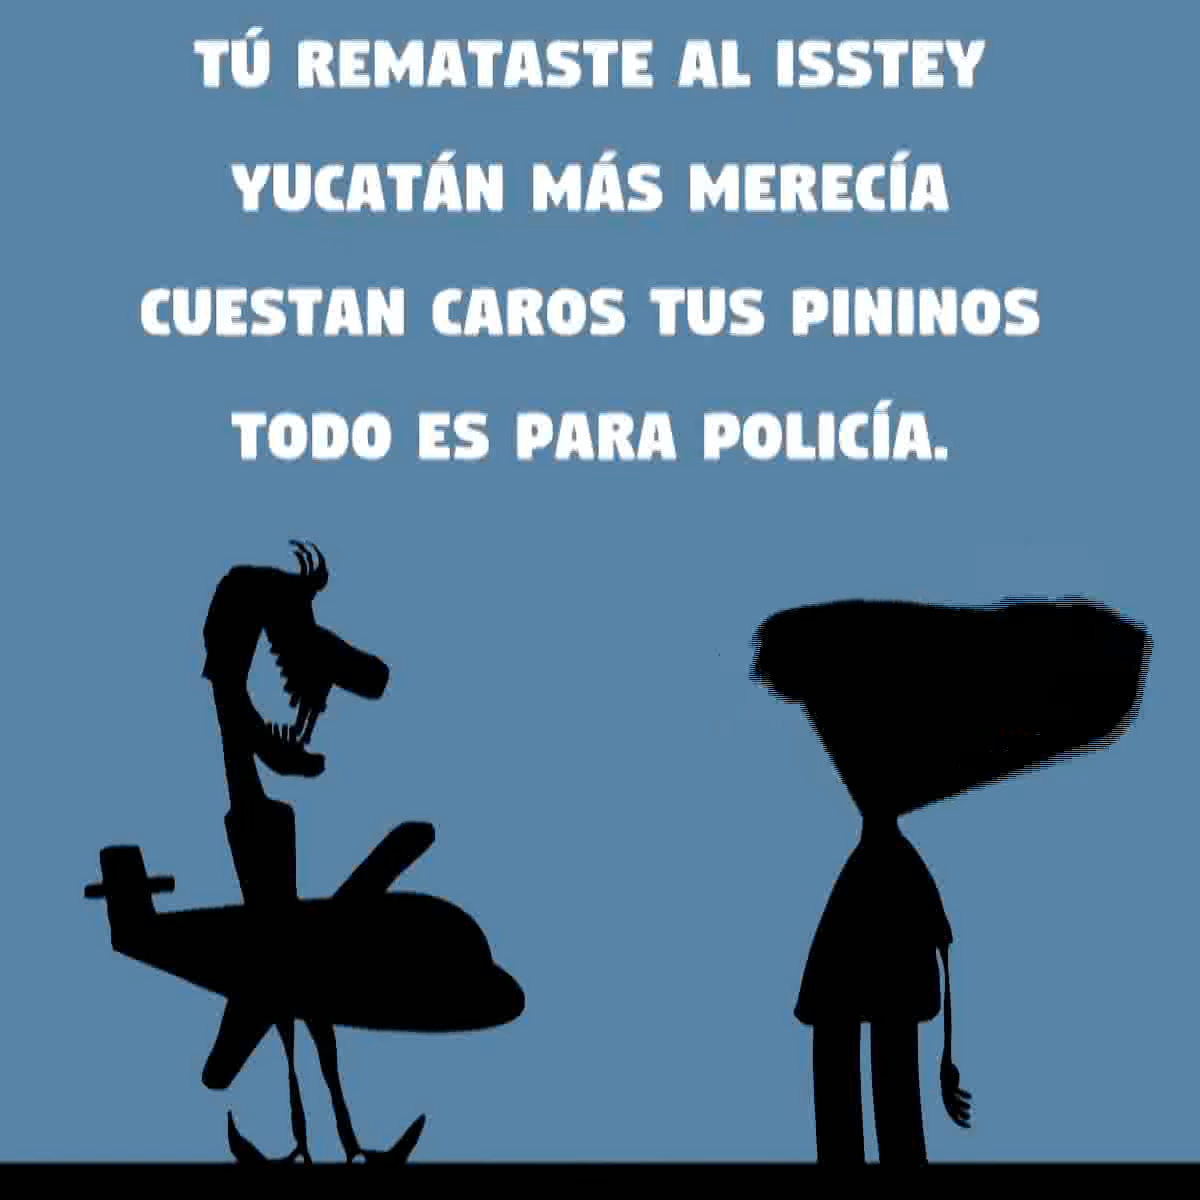 TÚ REMATASTE AL ISSTEY
YUCATÁN MÁS MERECÍA
CUESTAN CAROS TUS PININOS
TODO ES PARA POLICÍA.